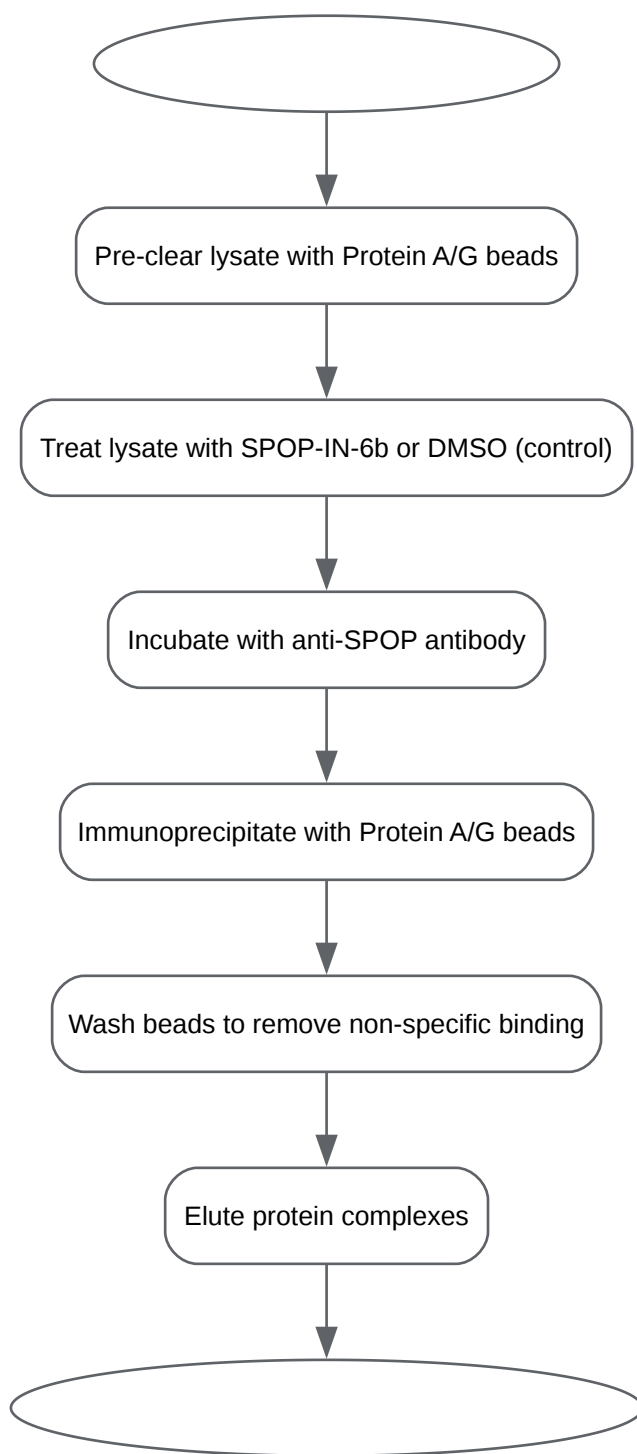 Pre-clear lysate with Protein A/G beads
Treat lysate with SPOP-IN-6b or DMSO (control)
Incubate with anti-SPOP antibody
Immunoprecipitate with Protein A/G beads
Wash beads to remove non-specific binding
Elute protein complexes